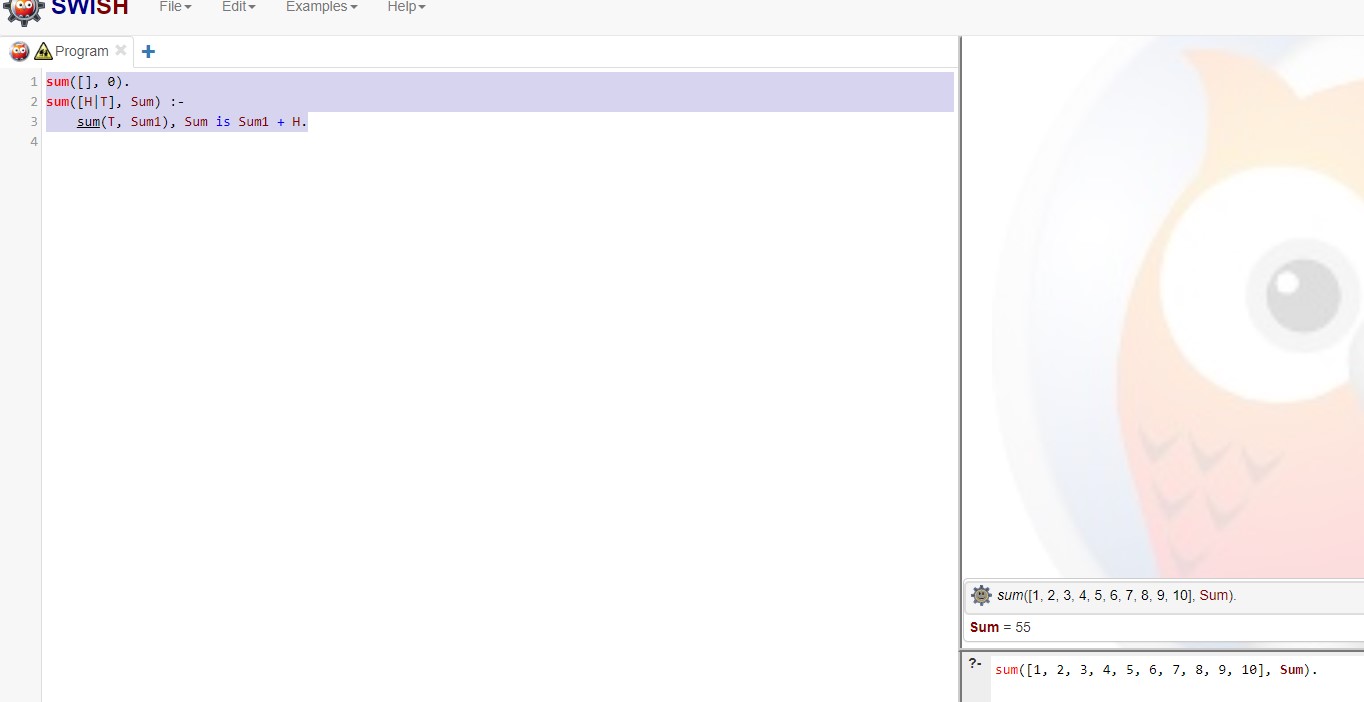 SWISH File Edit Examples Help
Program
1 sum([], 0).
2 sum([H|T], Sum) :-
3     sum(T, Sum1), Sum is Sum1 + H.
4
sum([1, 2, 3, 4, 5, 6, 7, 8, 9, 10], Sum).
Sum = 55
?- sum([1, 2, 3, 4, 5, 6, 7, 8, 9, 10], Sum).